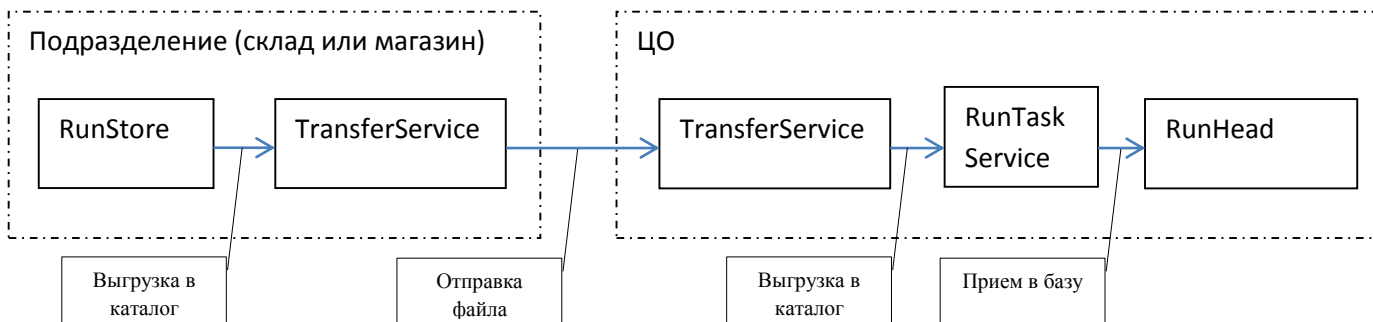 Подразделение (склад или магазин)
ЦО
RunStore
TransferService
TransferService
RunTask
Service
RunHead
Выгрузка в
каталог
Отправка
файла
Выгрузка в
каталог
Прием в базу